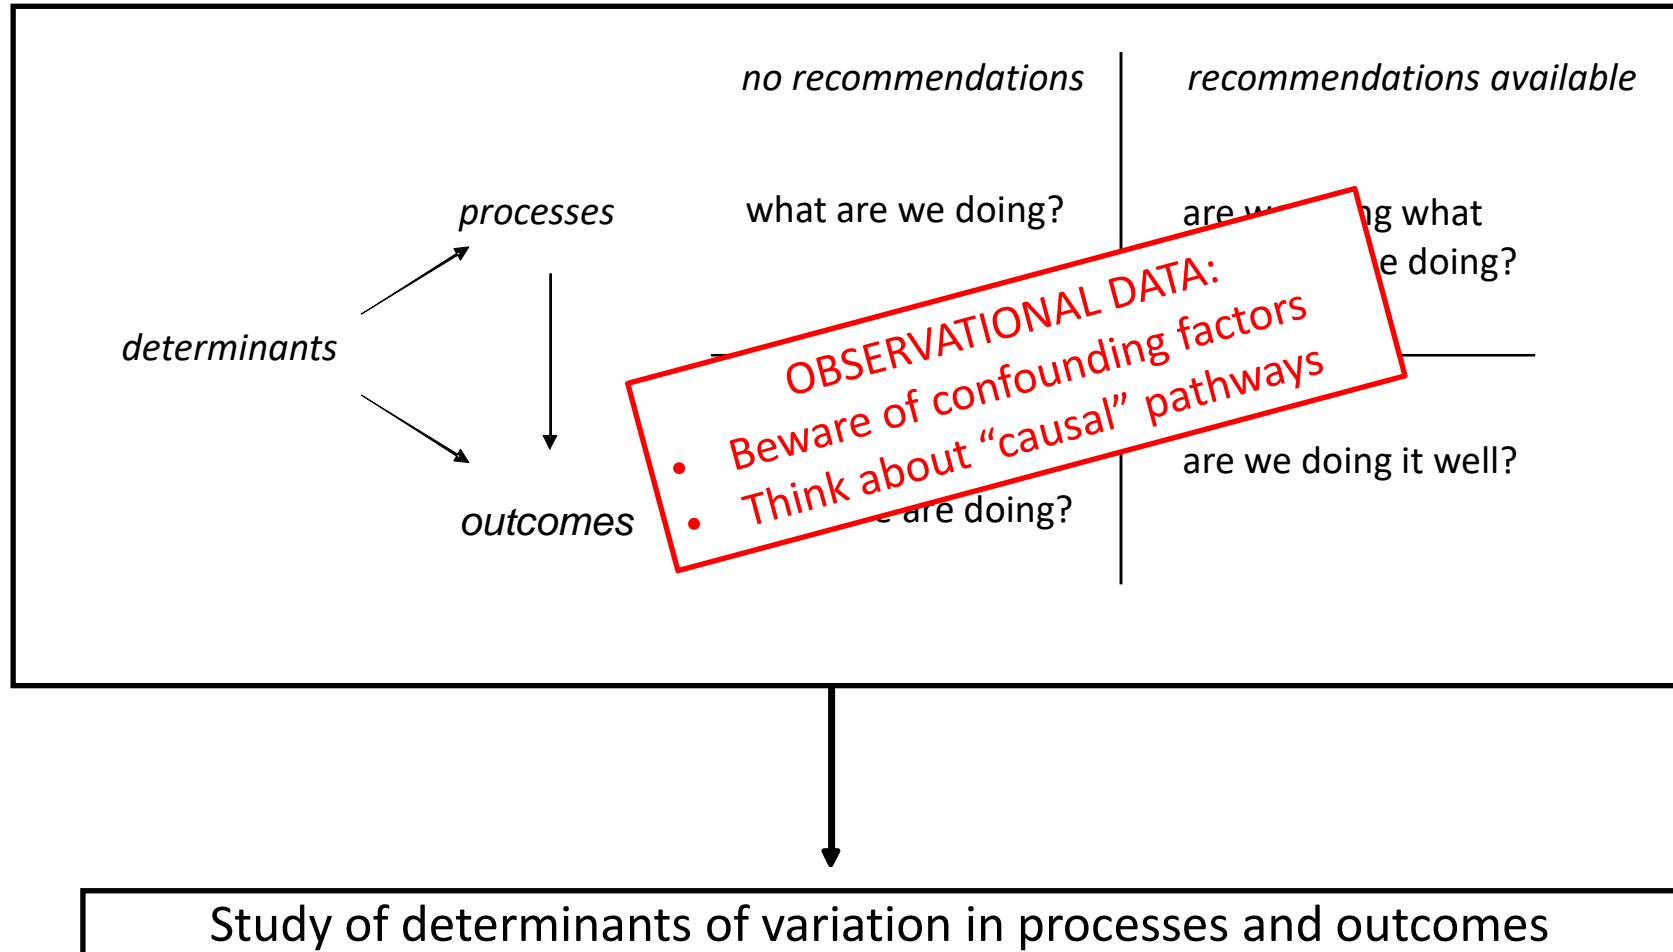 no recommendations
recommendations available
processes
what are we doing?
are what
doing?
determinants
OBSERVATIONAL DATA:
• Beware of confounding factors
• Think about “causal” pathways
are we doing it well?
outcomes
are doing?
Study of determinants of variation in processes and outcomes